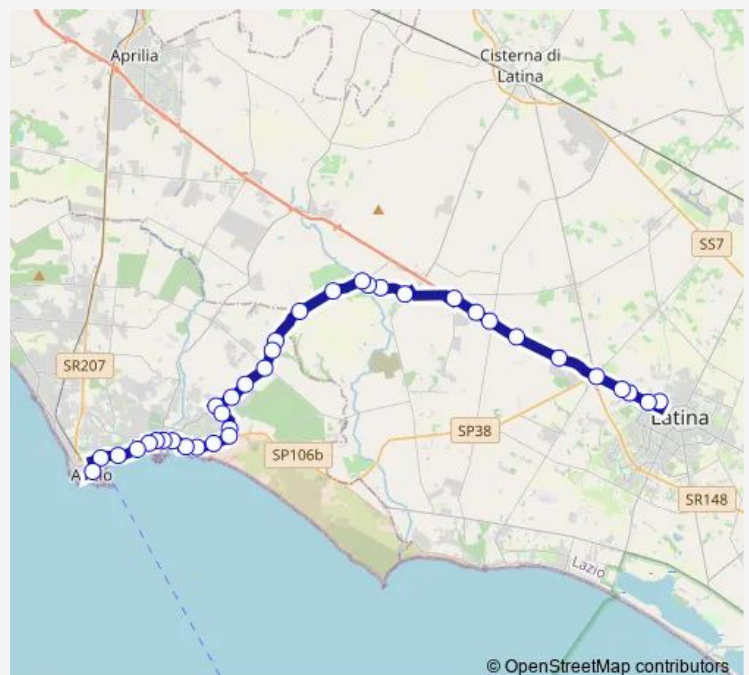 Aprilia
Cisterna di
Latina
SS7
SR207
SP38
Latina
SP106b
SR148
Lazio
© OpenStreetMap contributors